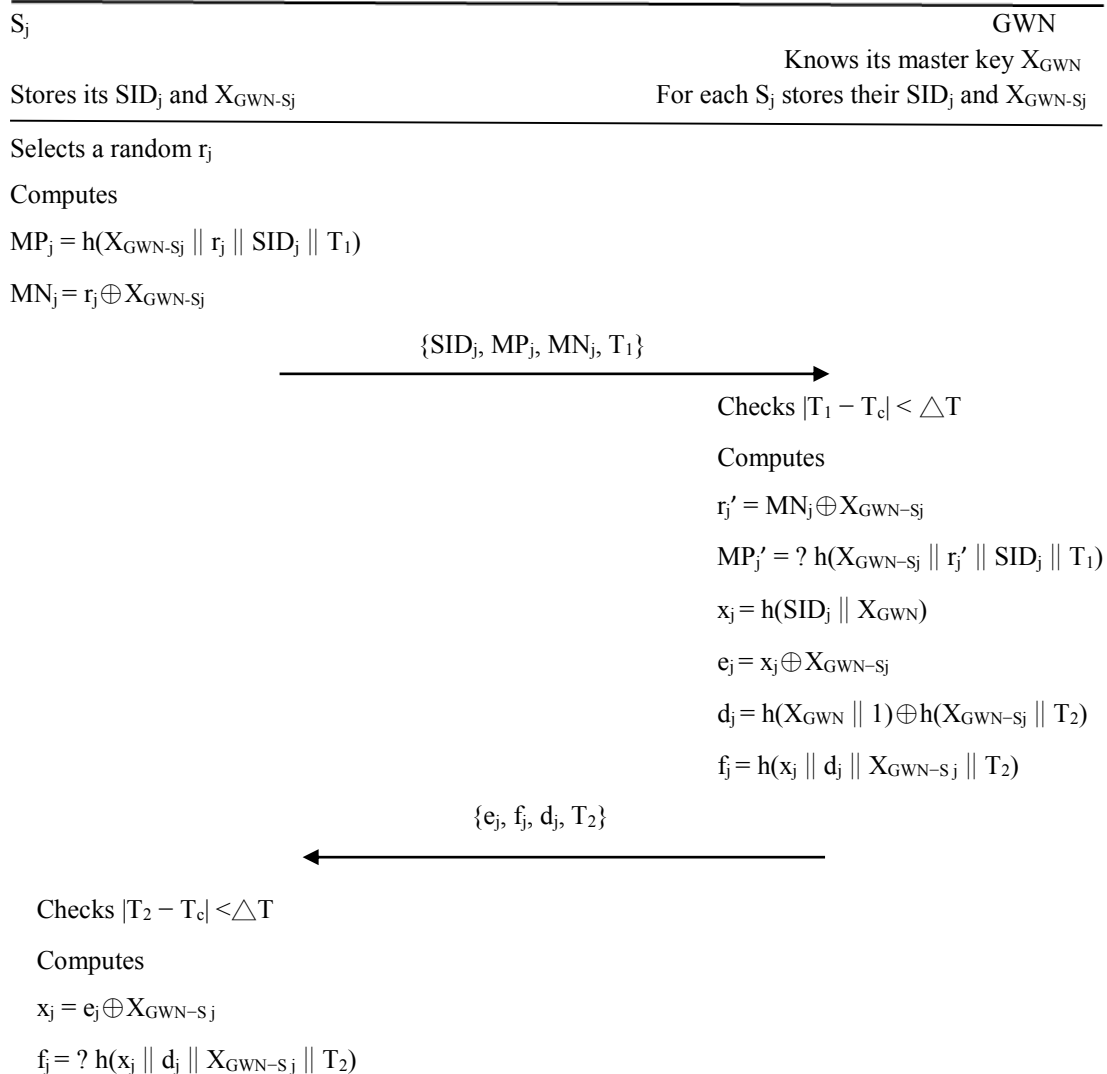 Sj GWN
Knows its master key XGWN
Stores its SIDj and XGWN-Sj For each Sj stores their SIDj and XGWN-Sj
Selects a random rj
Computes
MPj = h(XGWN-Sj || rj || SIDj || T1)
MNj = rj⊕XGWN-Sj
{SIDj, MPj, MNj, T1}
Checks |T1 − Tc| < △T
Computes
rj′ = MNj⊕XGWN−Sj
MPj′ = ? h(XGWN−Sj || rj′ || SIDj || T1)
xj = h(SIDj || XGWN)
ej = xj⊕XGWN−Sj
dj = h(XGWN || 1)⊕h(XGWN−Sj || T2)
fj = h(xj || dj || XGWN−S j || T2)
{ej, fj, dj, T2}
Checks |T2 − Tc| <△T
Computes
xj = ej⊕XGWN−S j
fj = ? h(xj || dj || XGWN−S j || T2)